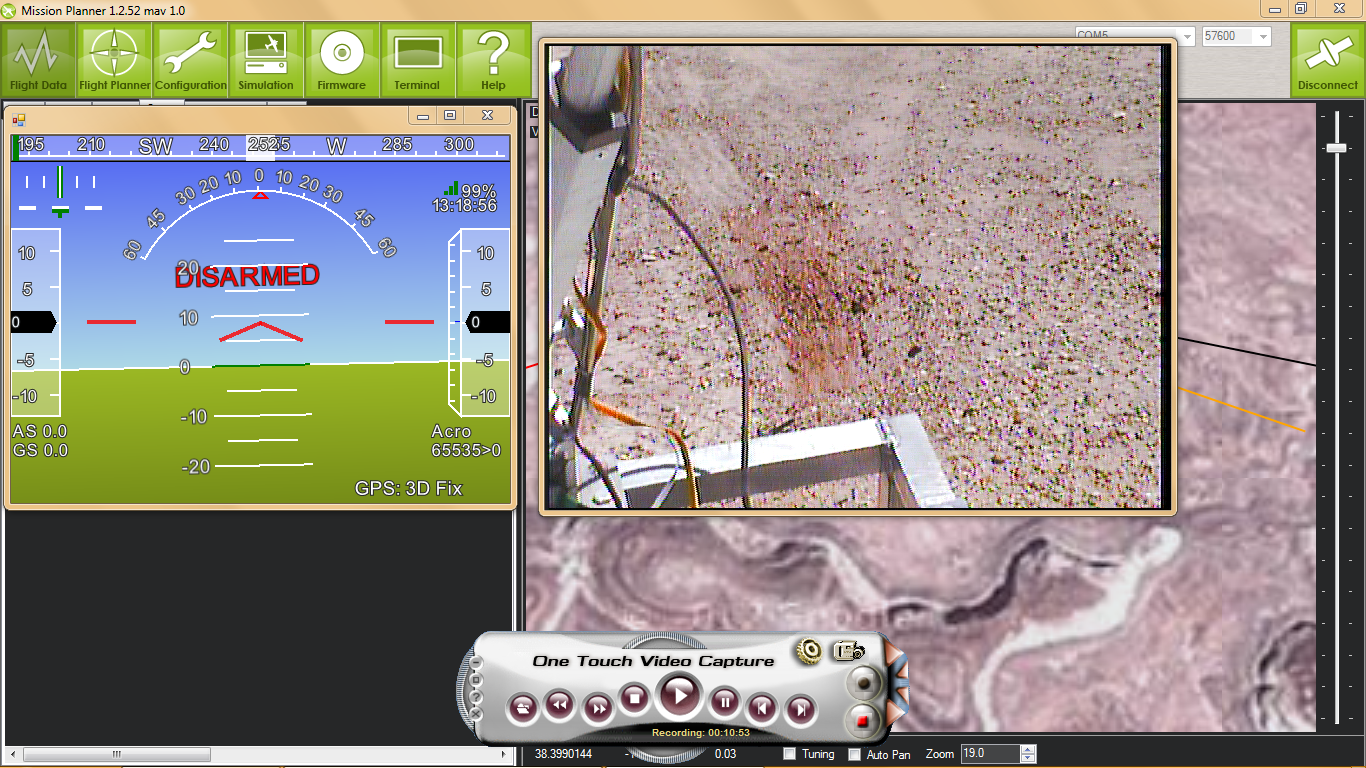 Mission Planner 1.2.52 mav 1.0
Flight Data
Flight Planner
Configuration
Simulation
Firmware
Terminal
Help
COM5
57600
Disconnect
195 210 SW 240 252 W 285 300
60 45 30 20 10 0 10 20 30 45 60
99%
13:18:56
DISARMED
20
10
0
-10
-20
10
5
0
-5
-10
10
5
0
-5
-10
AS 0.0
GS 0.0
Acro
65535>0
GPS: 3D Fix
One Touch Video Capture
Recording: 00:10:53
38.3990144
0.03
Tuning
Auto Pan
Zoom
19.0